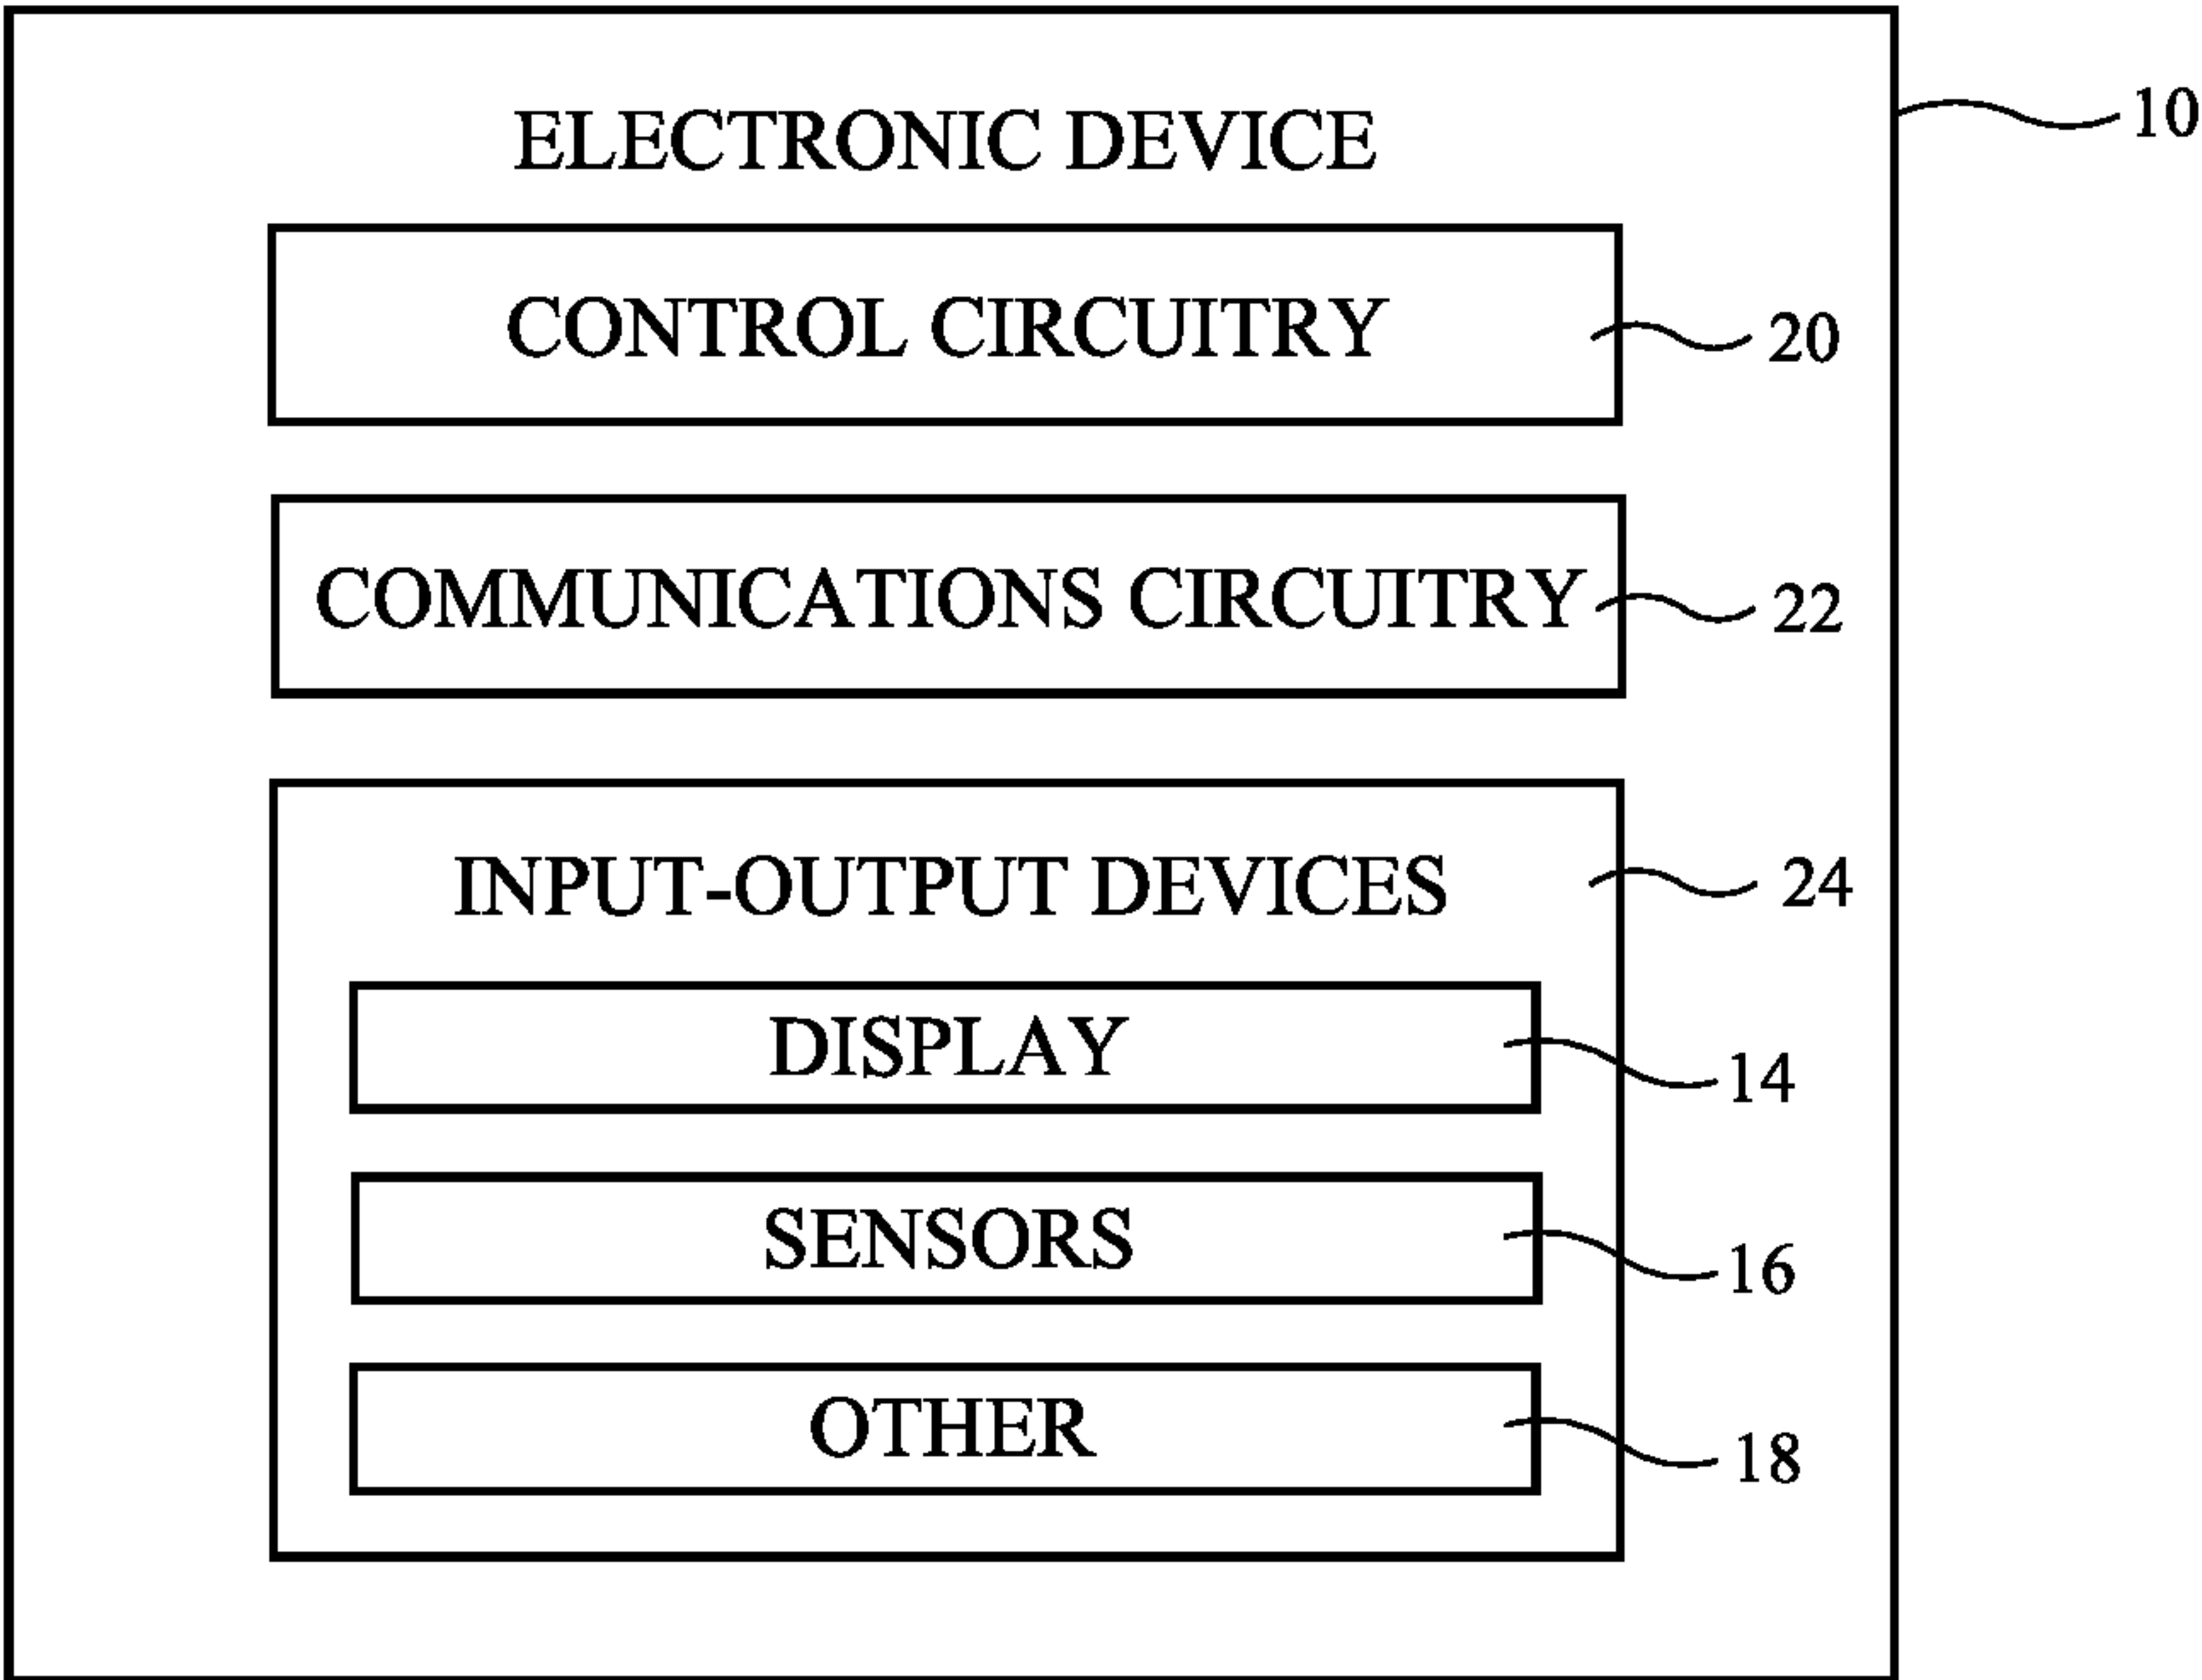 ELECTRONIC DEVICE
10
CONTROL CIRCUITRY
20
COMMUNICATIONS CIRCUITRY
22
INPUT-OUTPUT DEVICES
24
DISPLAY
14
SENSORS
16
OTHER
18